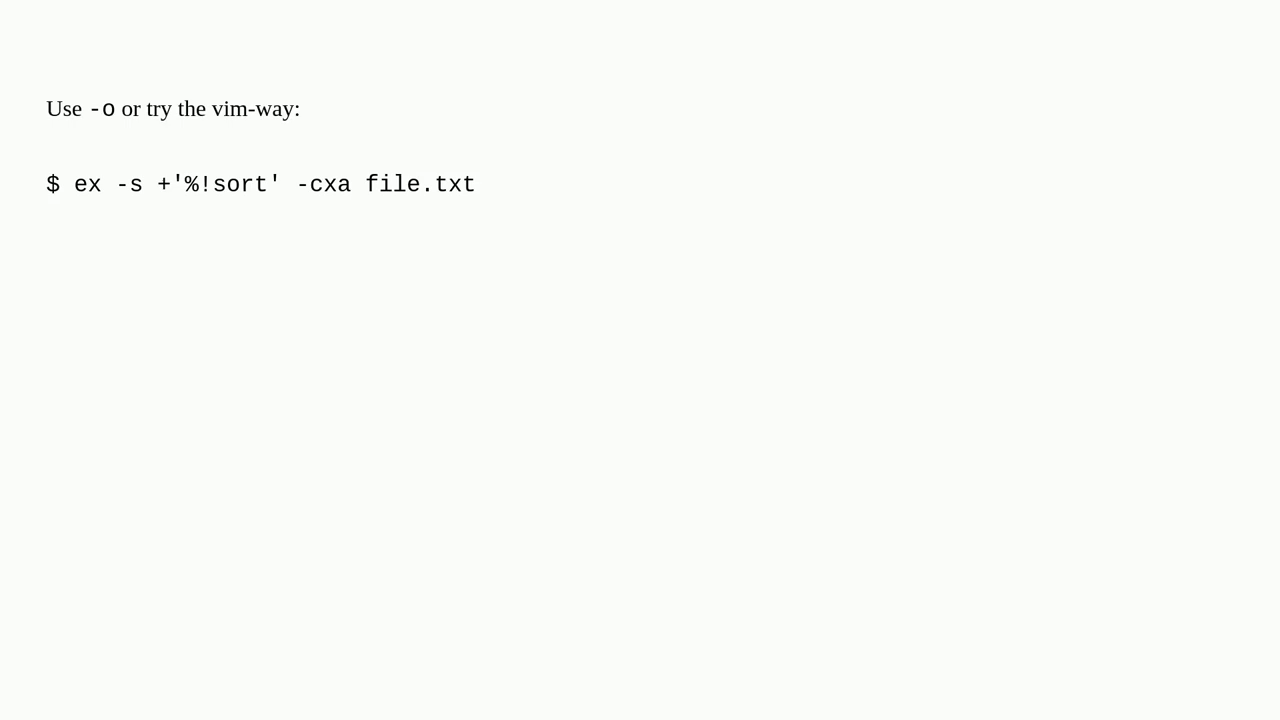 Use -o or try the vim-way:
$ ex -s +'%!sort' -cxa file.txt